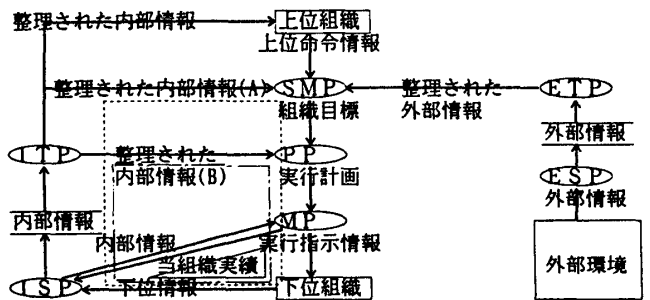 整理された内部情報
上位組織
上位命令情報
整理された内部情報(A)
SMP
整理された
外部情報
ETP
組織目標
外部情報
ITP
整理された
内部情報(B)
PP
実行計画
ESP
外部情報
内部情報
MP
内部情報
実行指示情報
外部環境
当組織実績
ISP
下位情報
下位組織